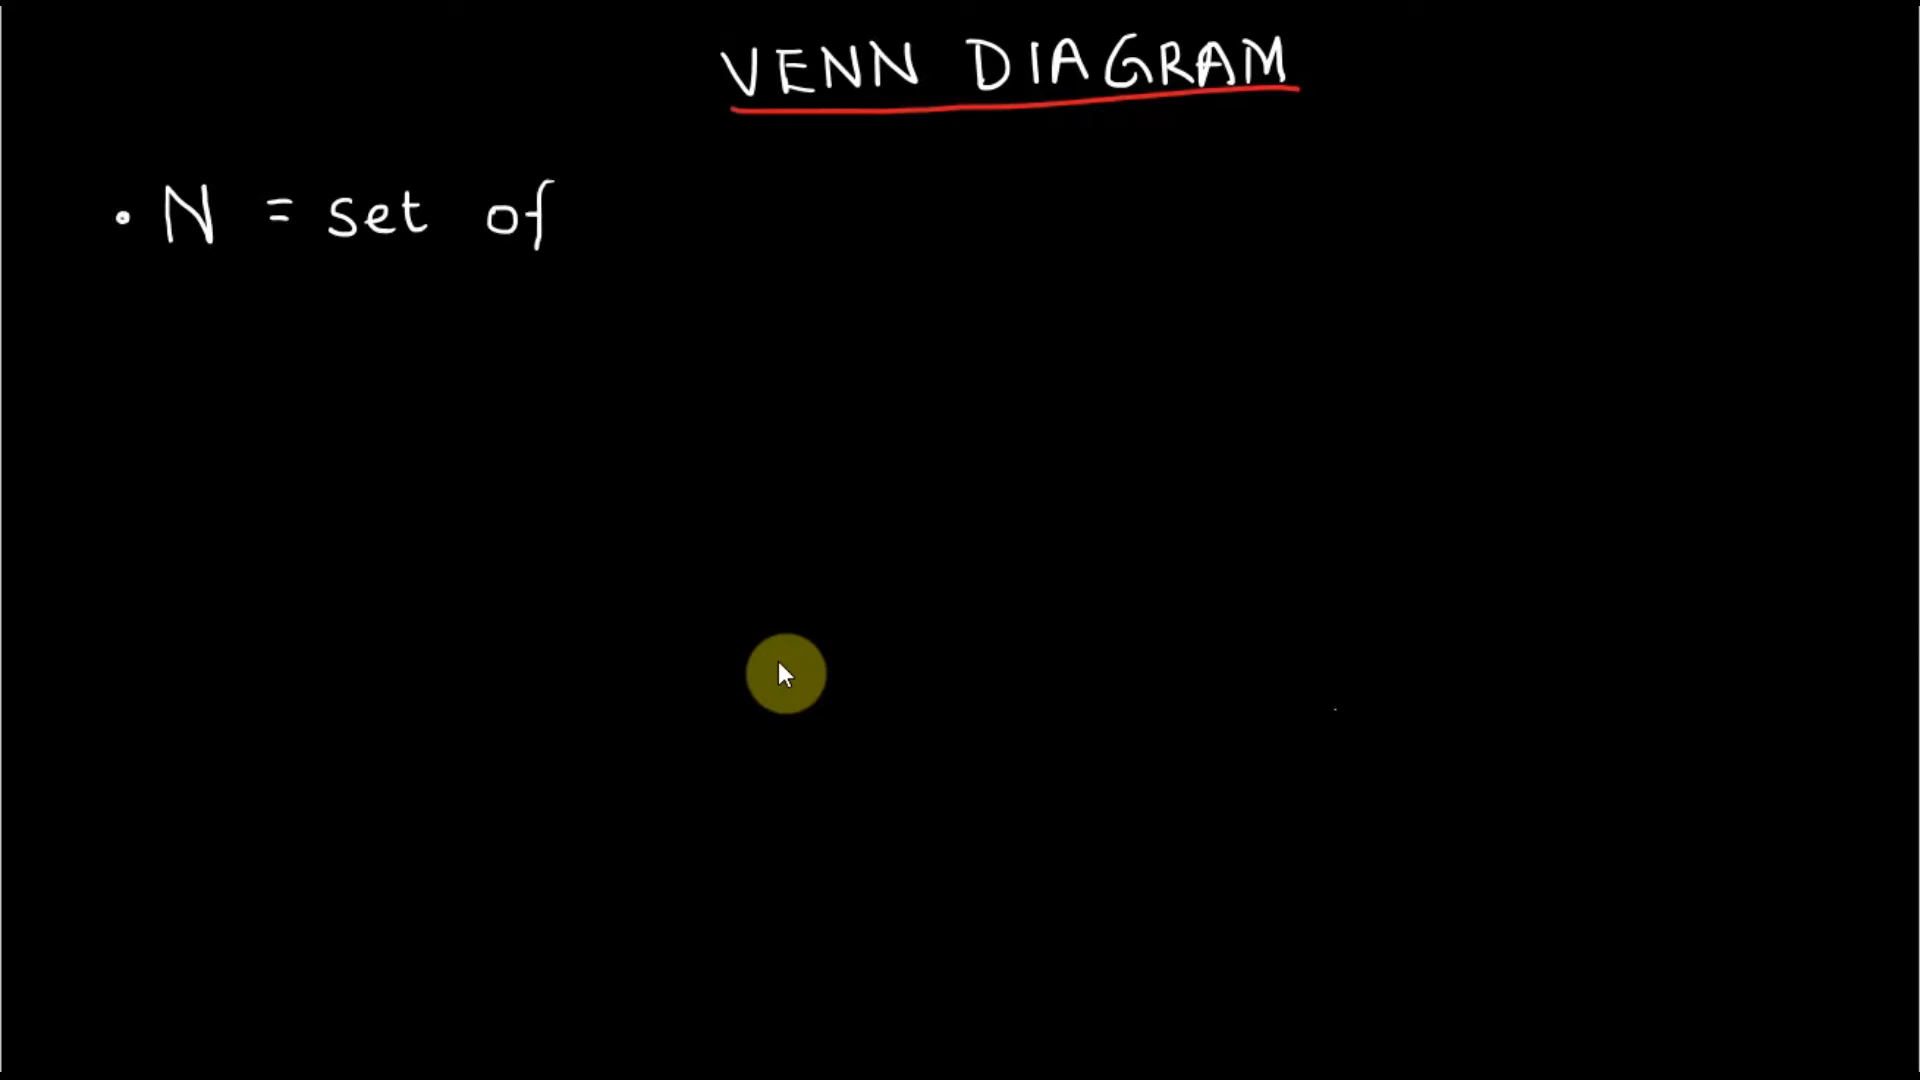 VENN DIAGRAM
• N = set of